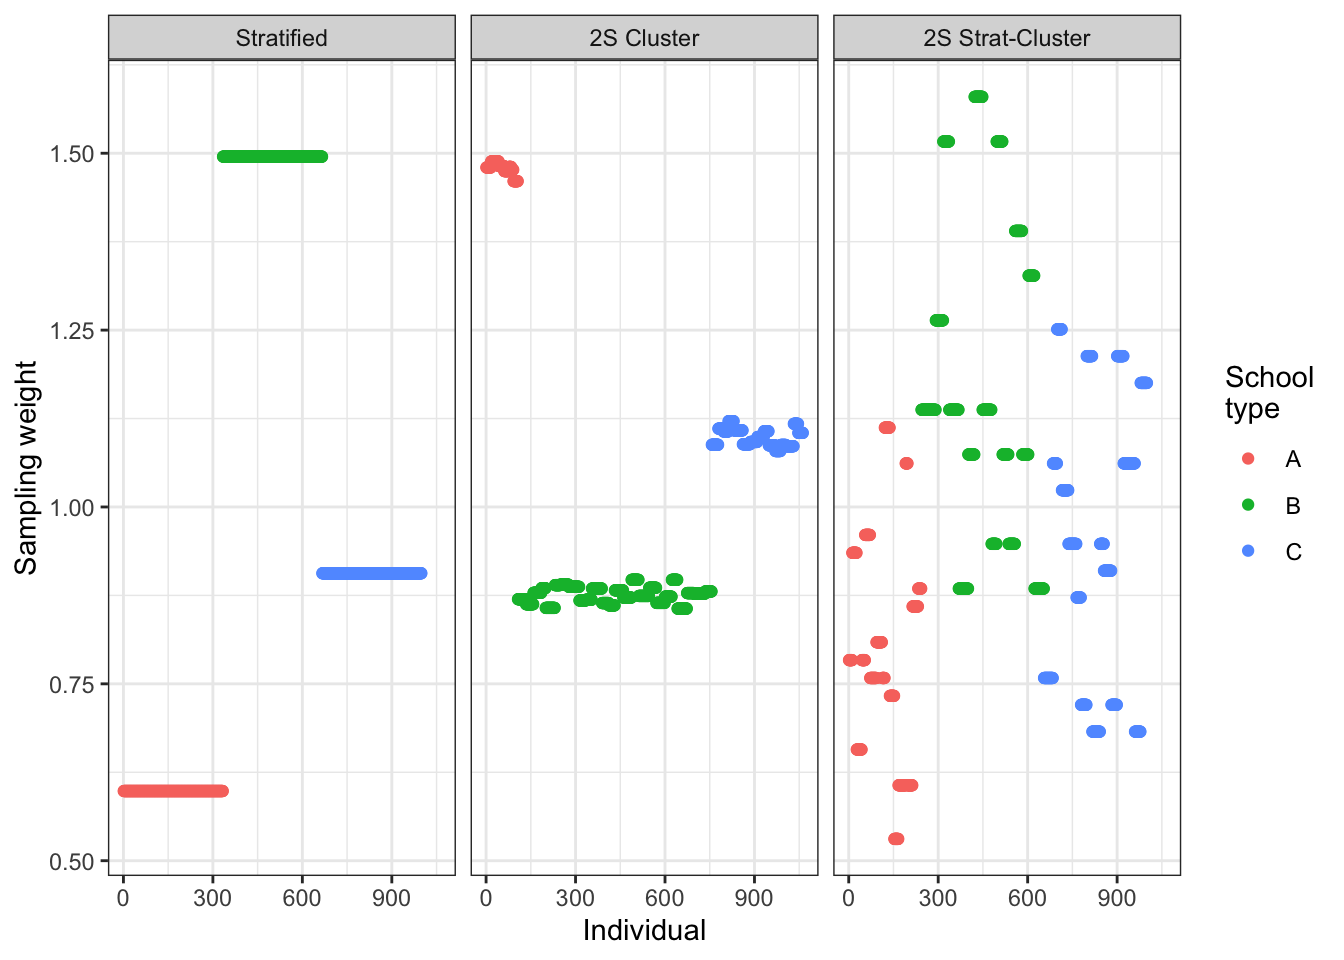 Stratified 2S Cluster 2S Strat-Cluster
1.50
1.25
1.00
0.75
0.50
Sampling weight
0 300 600 900 0 300 600 900 0 300 600 900
Individual
School
type
A
B
C